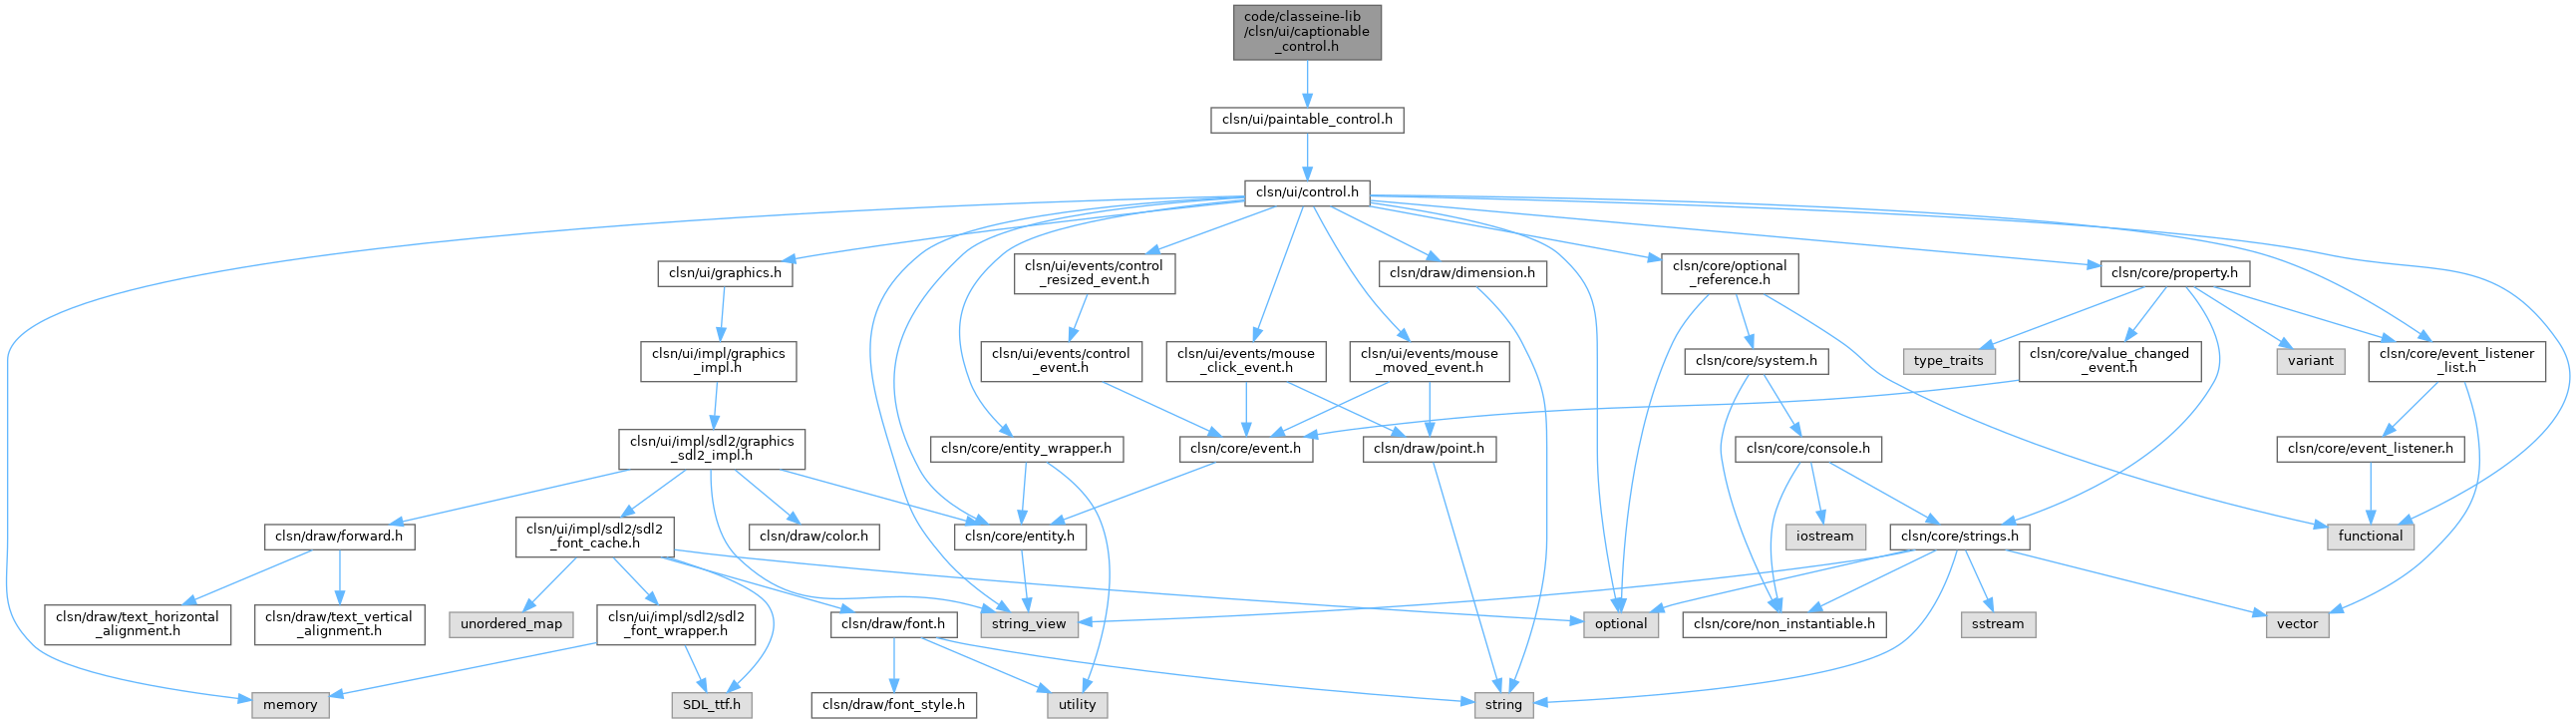 code/classeine-lib
/clsn/ui/captionable
_control.h
clsn/ui/paintable_control.h
clsn/ui/control.h
clsn/ui/graphics.h
clsn/ui/events/control
_resized_event.h
clsn/draw/dimension.h
clsn/core/optional
_reference.h
clsn/core/property.h
clsn/ui/impl/graphics
_impl.h
clsn/ui/events/control
_event.h
clsn/ui/events/mouse
_click_event.h
clsn/ui/events/mouse
_moved_event.h
clsn/core/system.h
type_traits
clsn/core/value_changed
_event.h
variant
clsn/core/event_listener
_list.h
clsn/ui/impl/sdl2/graphics
_sdl2_impl.h
clsn/core/entity_wrapper.h
clsn/core/event.h
clsn/draw/point.h
clsn/core/console.h
clsn/core/event_listener.h
clsn/draw/forward.h
clsn/ui/impl/sdl2/sdl2
_font_cache.h
clsn/draw/color.h
clsn/core/entity.h
iostream
clsn/core/strings.h
functional
clsn/draw/text_horizontal
_alignment.h
clsn/draw/text_vertical
_alignment.h
unordered_map
clsn/ui/impl/sdl2/sdl2
_font_wrapper.h
clsn/draw/font.h
string_view
optional
clsn/core/non_instantiable.h
sstream
vector
memory
SDL_ttf.h
clsn/draw/font_style.h
utility
string